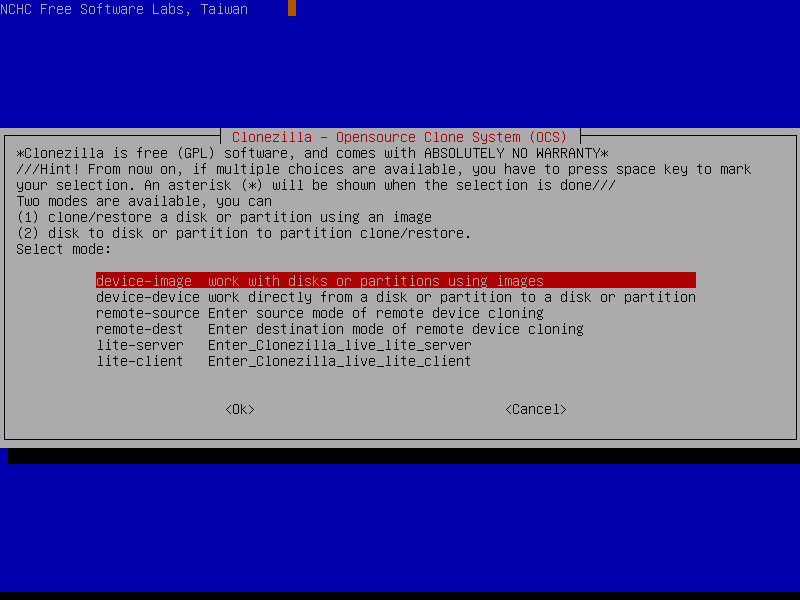 NCHC Free Software Labs, Taiwan
Clonezilla - Opensource Clone System (OCS)
*Clonezilla is free (GPL) software, and comes with ABSOLUTELY NO WARRANTY*
///Hint! From now on, if multiple choices are available, you have to press space key to mark
your selection. An asterisk (*) will be shown when the selection is done///
Two modes are available, you can
(1) clone/restore a disk or partition using an image
(2) disk to disk or partition to partition clone/restore.
Select mode:
device-image work with disks or partitions using images
device-device work directly from a disk or partition to a disk or partition
remote-source Enter source mode of remote device cloning
remote-dest Enter destination mode of remote device cloning
lite-server Enter_Clonezilla_live_lite_server
lite-client Enter_Clonezilla_live_lite_client
<Ok> <Cancel>